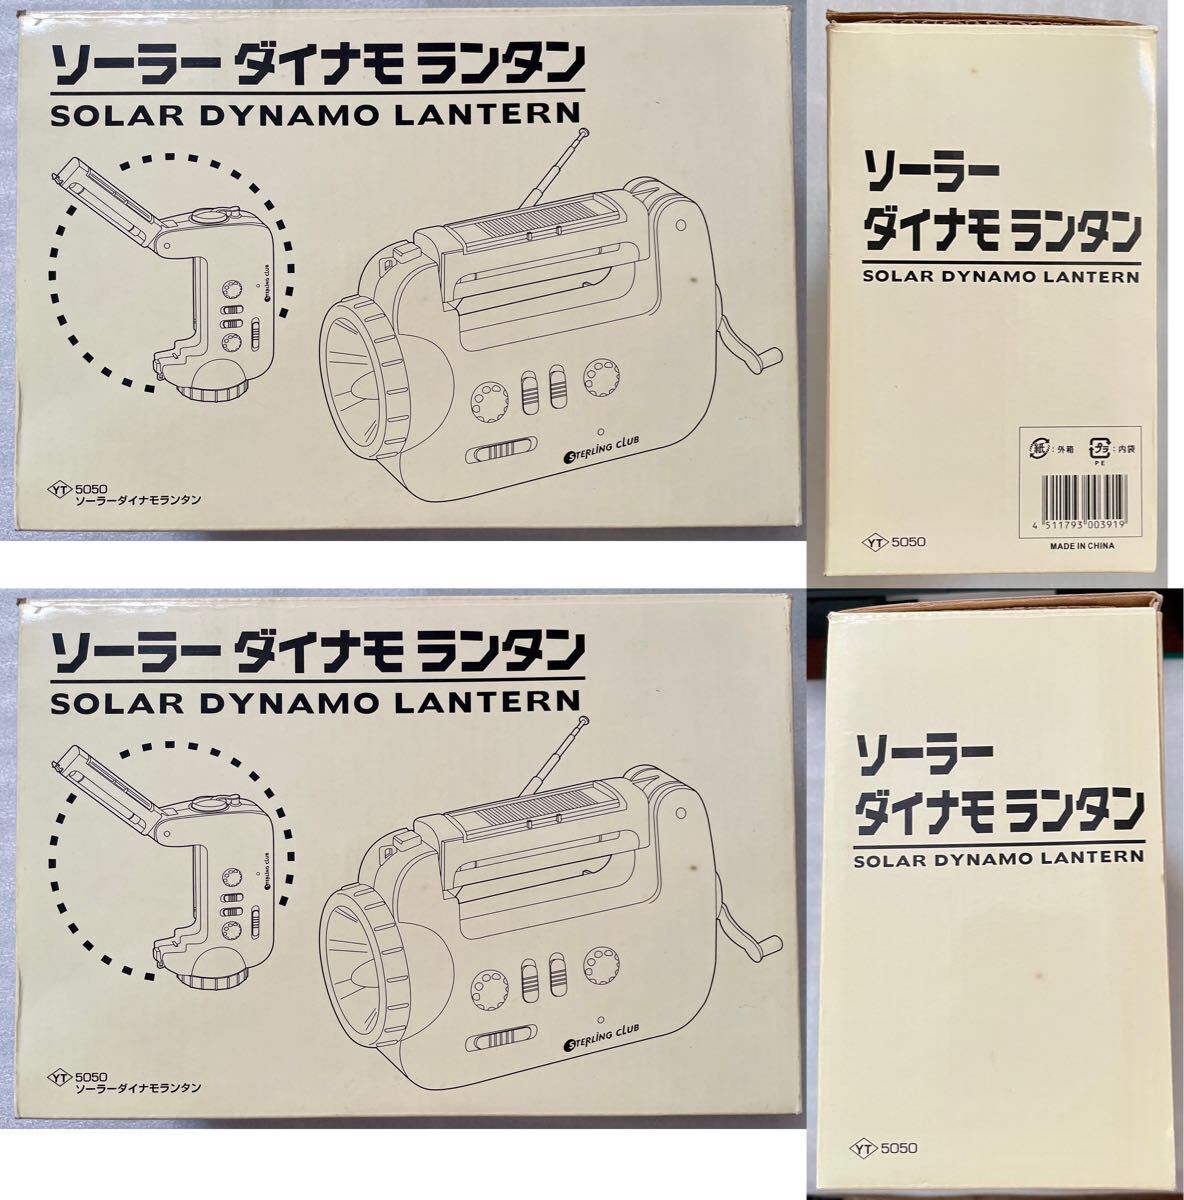 ソーラー ダイナモ ランタン
SOLAR DYNAMO LANTERN
STERLING CLUB
STERLING CLUB
YT 5050
ソーラーダイナモランタン
ソーラー
ダイナモ ランタン
SOLAR DYNAMO LANTERN
紙:外箱 プラ:内袋
PE
4 511793 003919
YT 5050
MADE IN CHINA
ソーラー ダイナモ ランタン
SOLAR DYNAMO LANTERN
STERLING CLUB
STERLING CLUB
YT 5050
ソーラーダイナモランタン
ソーラー
ダイナモ ランタン
SOLAR DYNAMO LANTERN
YT 5050